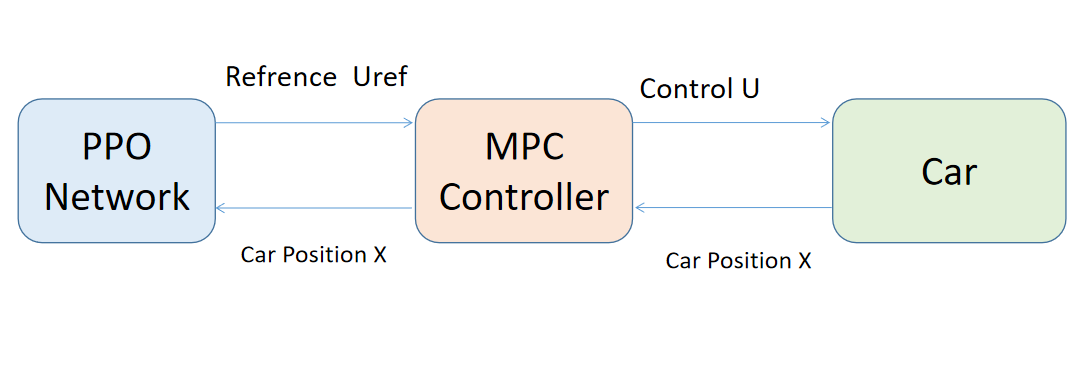 Refrence Uref
Control U
PPO
Network
MPC
Controller
Car
Car Position X
Car Position X